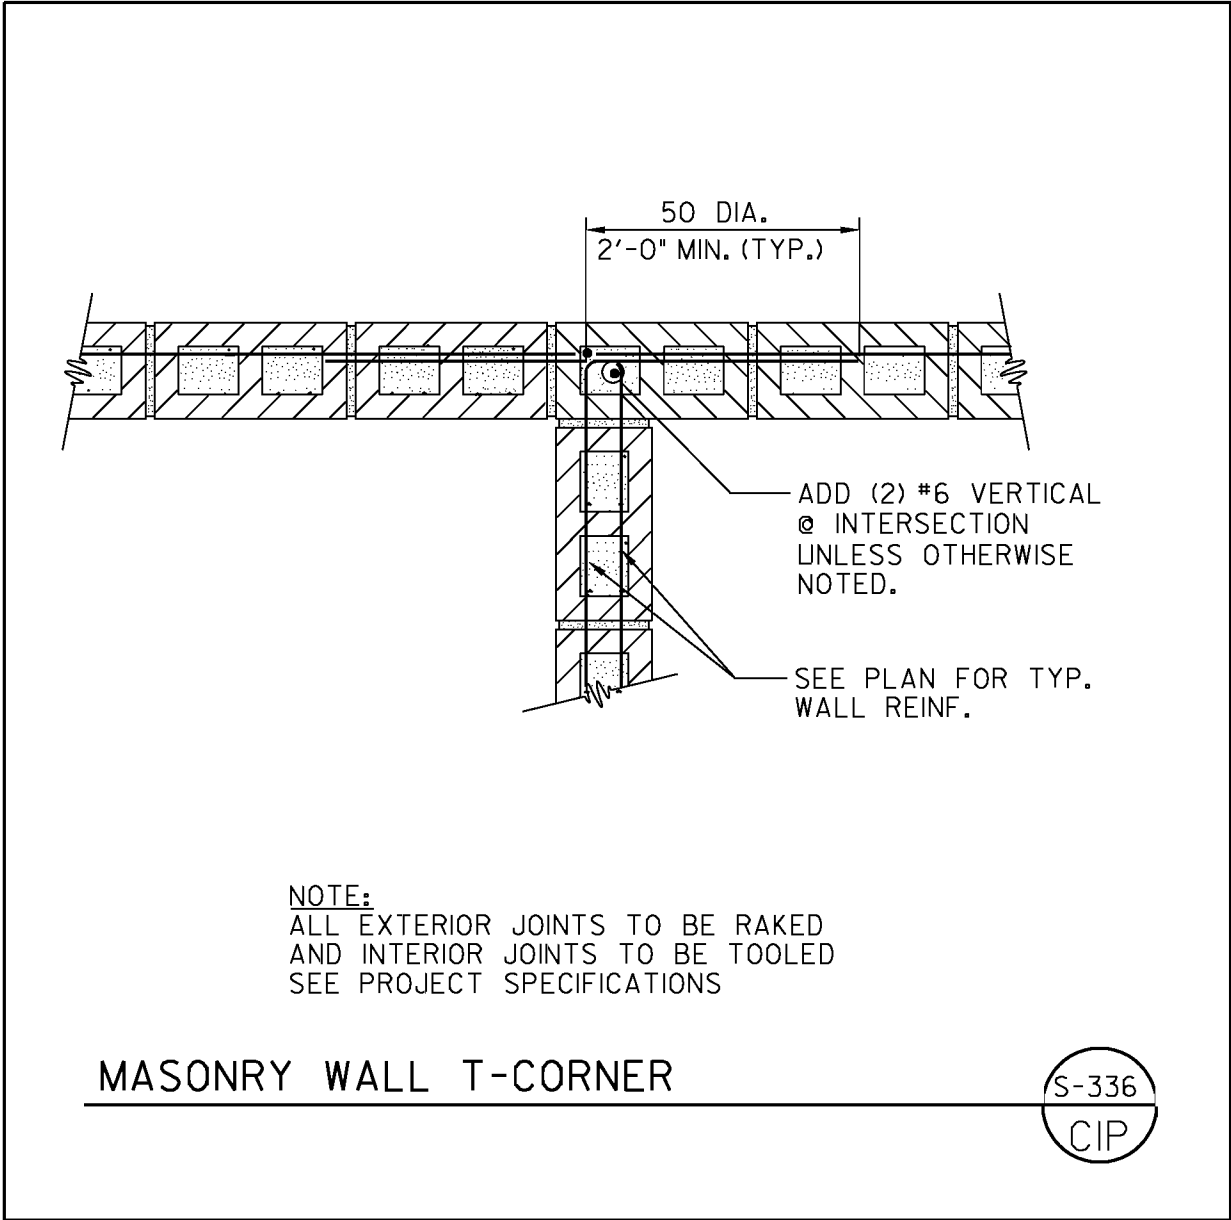 50 DIA.
2'-0" MIN. (TYP.)
ADD (2) #6 VERTICAL
@ INTERSECTION
UNLESS OTHERWISE
NOTED.
SEE PLAN FOR TYP.
WALL REINF.
NOTE:
ALL EXTERIOR JOINTS TO BE RAKED
AND INTERIOR JOINTS TO BE TOOLED
SEE PROJECT SPECIFICATIONS
MASONRY WALL T-CORNER
S-336
CIP